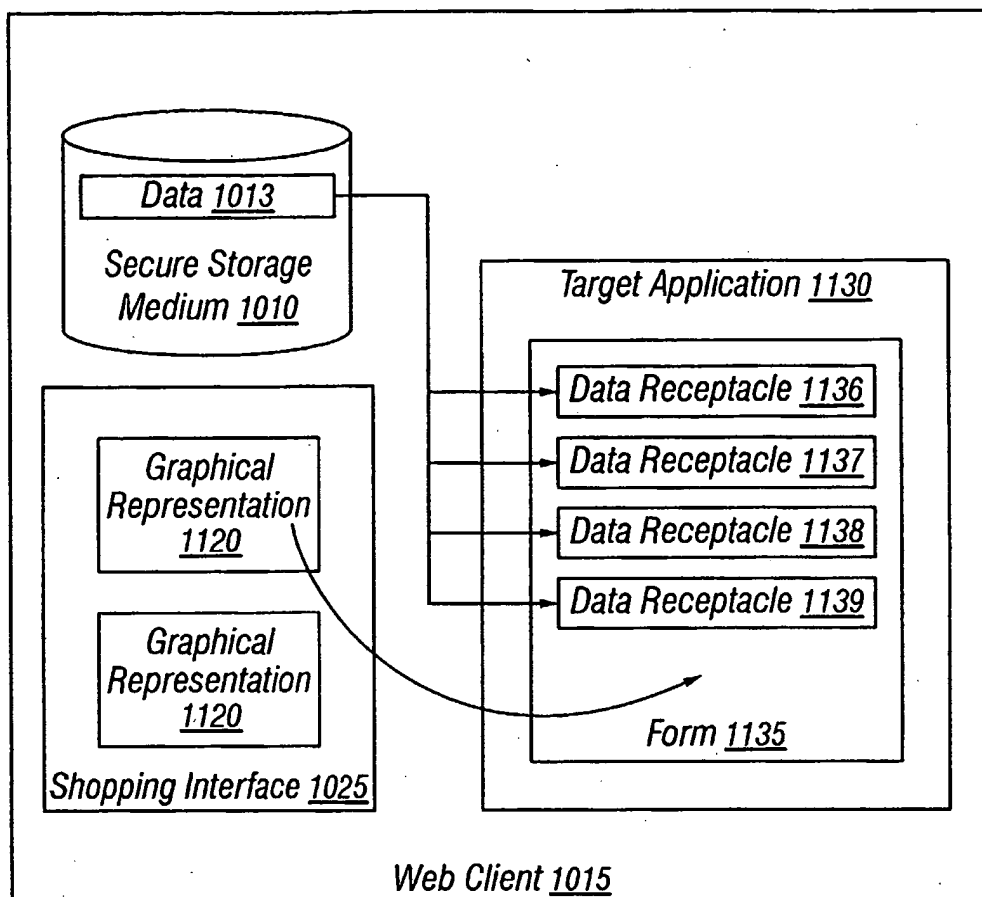 Data 1013
Secure Storage
Medium 1010
Target Application 1130
Data Receptacle 1136
Data Receptacle 1137
Data Receptacle 1138
Data Receptacle 1139
Form 1135
Graphical
Representation
1120
Graphical
Representation
1120
Shopping Interface 1025
Web Client 1015